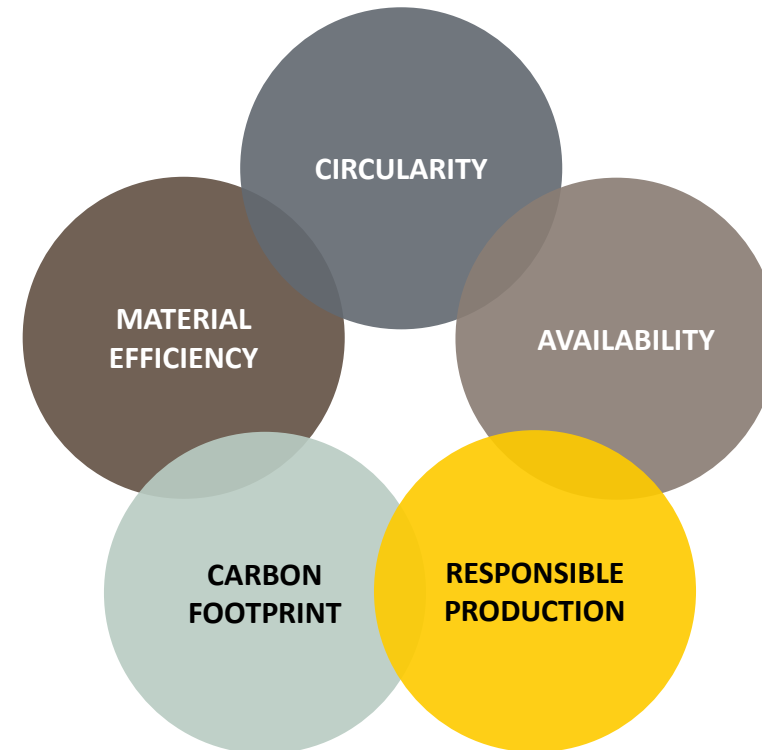 CIRCULARITY
MATERIAL
EFFICIENCY
AVAILABILITY
CARBON
FOOTPRINT
RESPONSIBLE
PRODUCTION